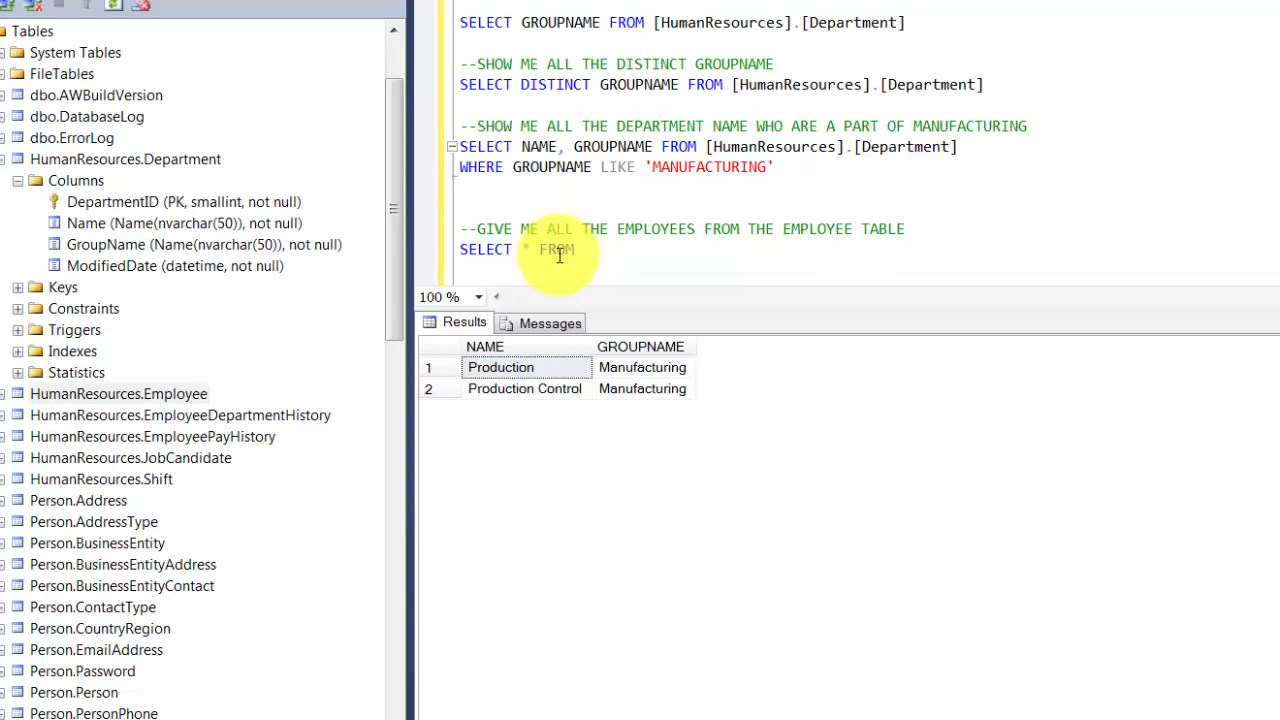 Tables
System Tables
FileTables
dbo.AWBuildVersion
dbo.DatabaseLog
dbo.ErrorLog
HumanResources.Department
Columns
DepartmentID (PK, smallint, not null)
Name (Name(nvarchar(50)), not null)
GroupName (Name(nvarchar(50)), not null)
ModifiedDate (datetime, not null)
Keys
Constraints
Triggers
Indexes
Statistics
HumanResources.Employee
HumanResources.EmployeeDepartmentHistory
HumanResources.EmployeePayHistory
HumanResources.JobCandidate
HumanResources.Shift
Person.Address
Person.AddressType
Person.BusinessEntity
Person.BusinessEntityAddress
Person.BusinessEntityContact
Person.ContactType
Person.CountryRegion
Person.EmailAddress
Person.Password
Person.Person
Person.PersonPhone
SELECT GROUPNAME FROM [HumanResources].[Department]
--SHOW ME ALL THE DISTINCT GROUPNAME
SELECT DISTINCT GROUPNAME FROM [HumanResources].[Department]
--SHOW ME ALL THE DEPARTMENT NAME WHO ARE A PART OF MANUFACTURING
SELECT NAME, GROUPNAME FROM [HumanResources].[Department]
WHERE GROUPNAME LIKE 'MANUFACTURING'
--GIVE ME ALL THE EMPLOYEES FROM THE EMPLOYEE TABLE
SELECT * FROM
100 %
Results Messages
NAME GROUPNAME
1 Production Manufacturing
2 Production Control Manufacturing